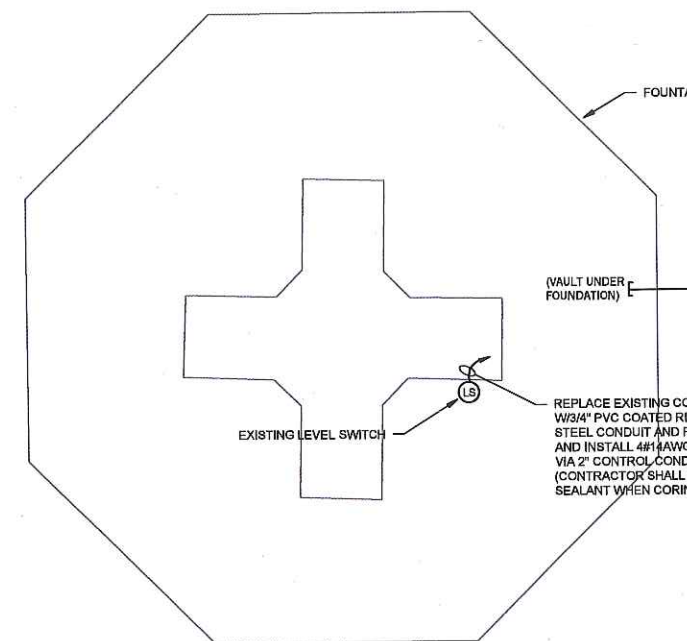 FOUNTA
(VAULT UNDER
FOUNDATION)
LS
EXISTING LEVEL SWITCH
REPLACE EXISTING CO
W/3/4" PVC COATED RI
STEEL CONDUIT AND F
AND INSTALL 4#14AWG
VIA 2" CONTROL COND
(CONTRACTOR SHALL
SEALANT WHEN CORIN